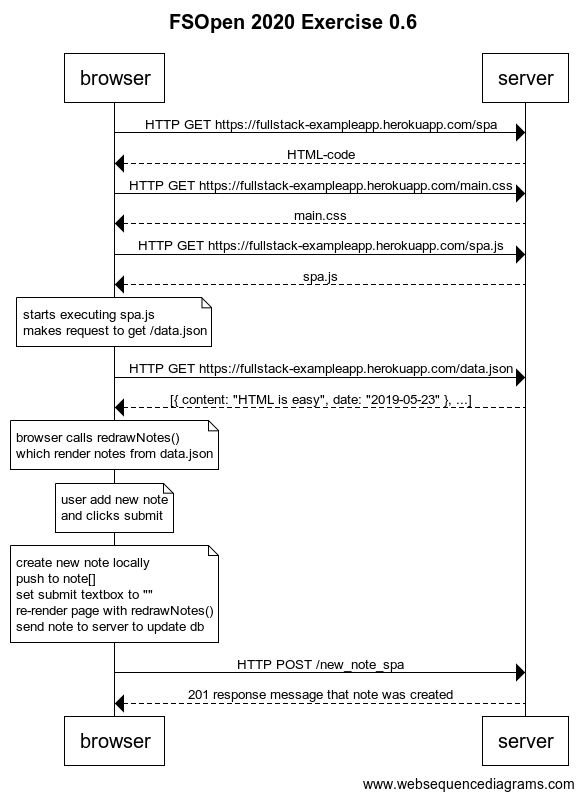 FSOpen 2020 Exercise 0.6
browser
server
HTTP GET https://fullstack-exampleapp.herokuapp.com/spa
HTML-code
HTTP GET https://fullstack-exampleapp.herokuapp.com/main.css
main.css
HTTP GET https://fullstack-exampleapp.herokuapp.com/spa.js
spa.js
starts executing spa.js
makes request to get /data.json
HTTP GET https://fullstack-exampleapp.herokuapp.com/data.json
[{ content: "HTML is easy", date: "2019-05-23" }, ...]
browser calls redrawNotes()
which render notes from data.json
user add new note
and clicks submit
create new note locally
push to note[]
set submit textbox to ""
re-render page with redrawNotes()
send note to server to update db
HTTP POST /new_note_spa
201 response message that note was created
browser
server
www.websequencediagrams.com